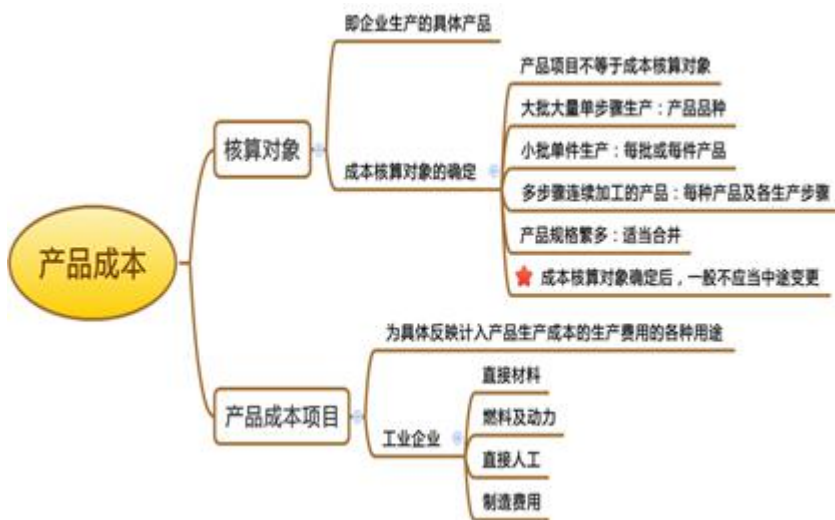 产品成本
核算对象
即企业生产的具体产品
成本核算对象的确定
产品项目不等于成本核算对象
大批大量单步骤生产：产品品种
小批单件生产：每批或每件产品
多步骤连续加工的产品：每种产品及各生产步骤
产品规格繁多：适当合并
成本核算对象确定后，一般不应当中途变更
产品成本项目
为具体反映计入产品生产成本的生产费用的各种用途
工业企业
直接材料
燃料及动力
直接人工
制造费用